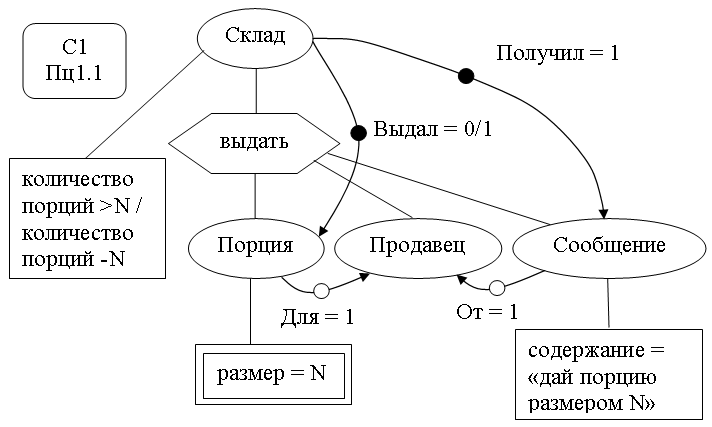 С1
Пц1.1
Склад
Получил = 1
выдать
Выдал = 0/1
количество
порций >N /
количество
порций -N
Порция
Продавец
Сообщение
Для = 1
От = 1
размер = N
содержание =
«дай порцию
размером N»